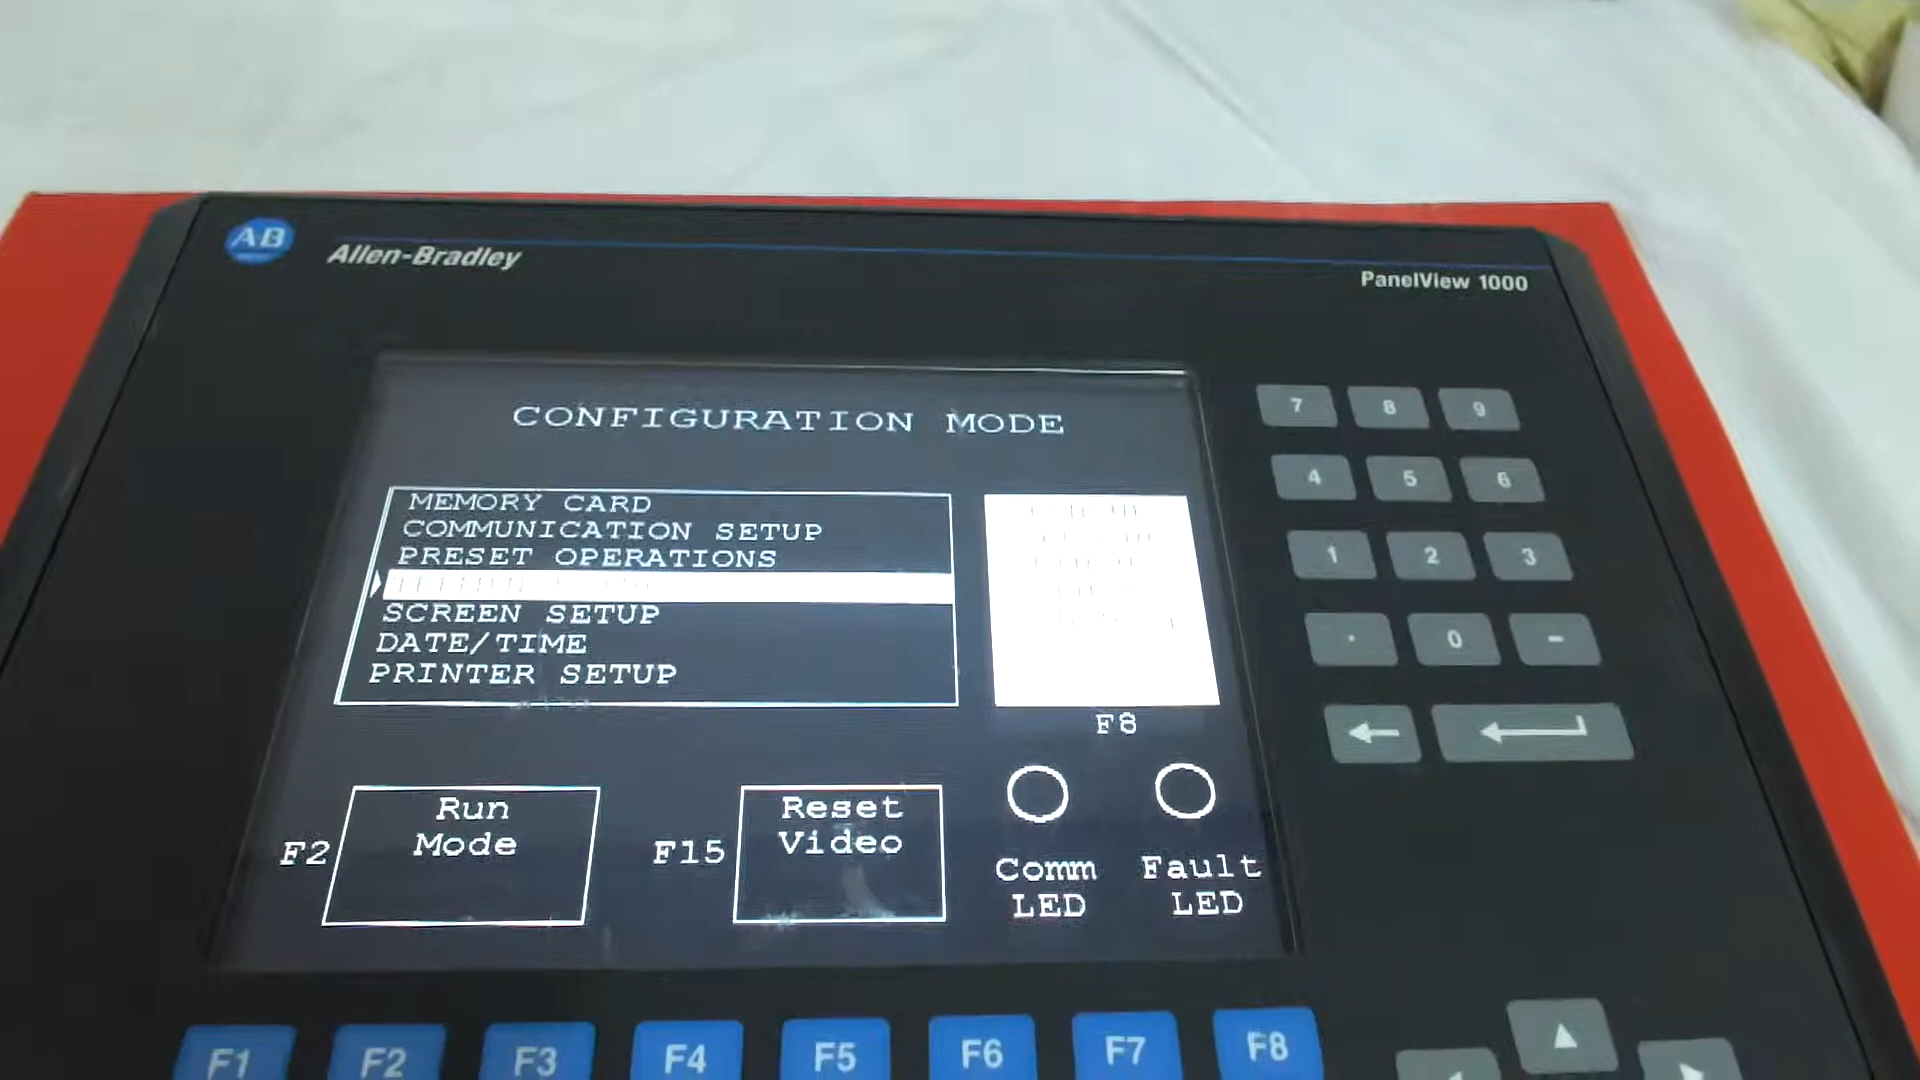 AB
Allen-Bradley
PanelView 1000
CONFIGURATION MODE
MEMORY CARD
COMMUNICATION SETUP
PRESET OPERATIONS
SCREEN SETUP
DATE/TIME
PRINTER SETUP
F8
F2
Run
Mode
F15
Reset
Video
Comm
LED
Fault
LED
7 8 9
4 5 6
1 2 3
. 0 -
F1 F2 F3 F4 F5 F6 F7 F8